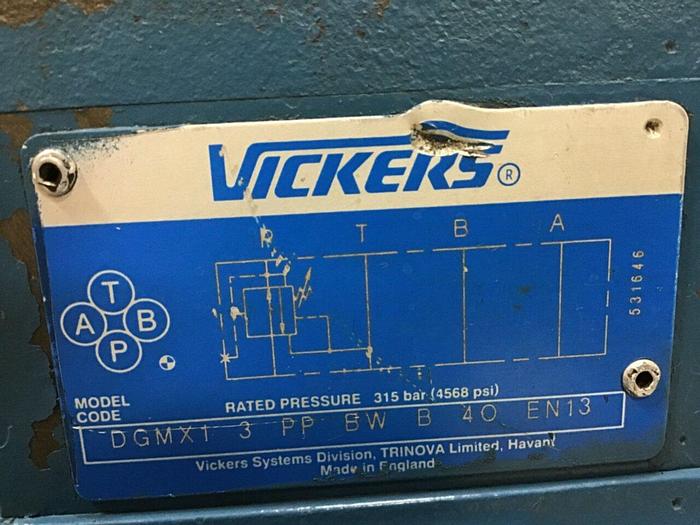 VICKERS ®
P T B A
T
A B
P
531646
RATED PRESSURE 315 bar (4568 psi)
MODEL
CODE
DGMX1 3 PP BW B 40 EN13
Vickers Systems Division, TRINOVA Limited, Havant
Made in England